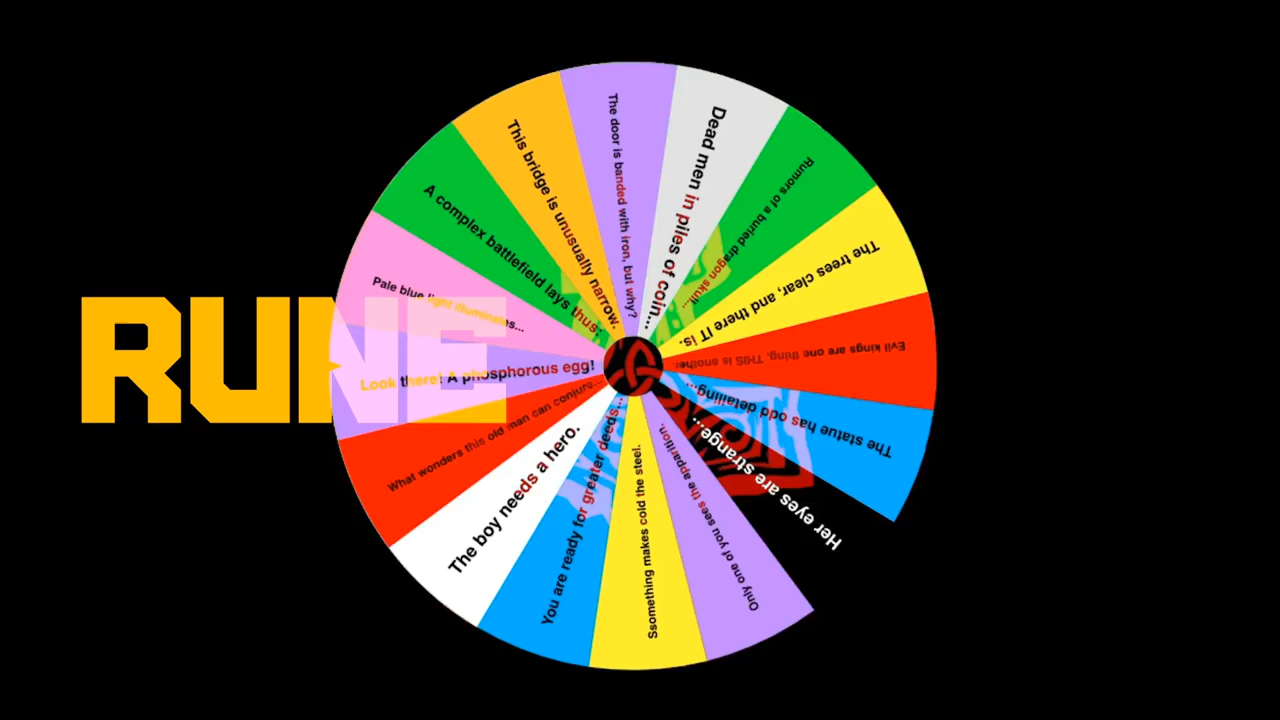 RUNE
The door is banded with iron, but why?
Dead men in piles of coin...
Rumors of a buried dragon skull...
The trees clear, and there IT is.
Evil kings are one thing, THIS is another.
The statue has odd detailing...
Her eyes are strange...
Only one of you sees the apparition.
Ssomething makes cold the steel.
You are ready for greater deeds...
The boy needs a hero.
What wonders this old man can conjure...
Look there! A phosphorous egg!
Pale blue light illuminates...
A complex battlefield lays thus:
This bridge is unusually narrow.